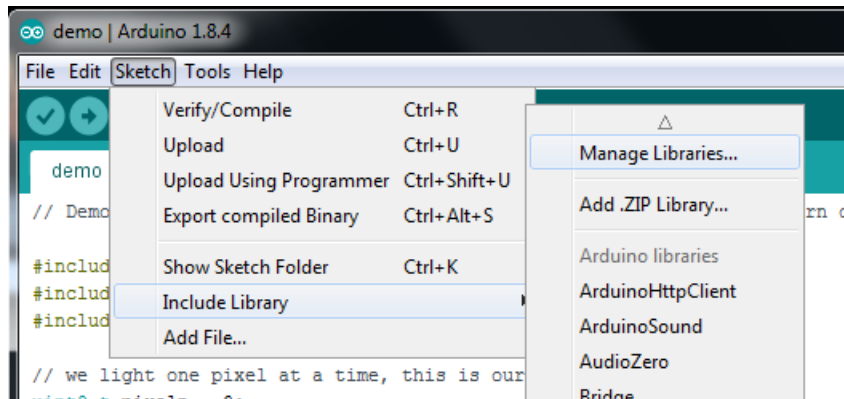 demo | Arduino 1.8.4
File Edit Sketch Tools Help
Verify/Compile Ctrl+R
Upload Ctrl+U
Upload Using Programmer Ctrl+Shift+U
Export compiled Binary Ctrl+Alt+S
Show Sketch Folder Ctrl+K
Include Library
Add File...
Manage Libraries...
Add .ZIP Library...
Arduino libraries
ArduinoHttpClient
ArduinoSound
AudioZero
Bridge
demo
// Demo
#includ
#includ
#includ
// we light one pixel at a time, this is our